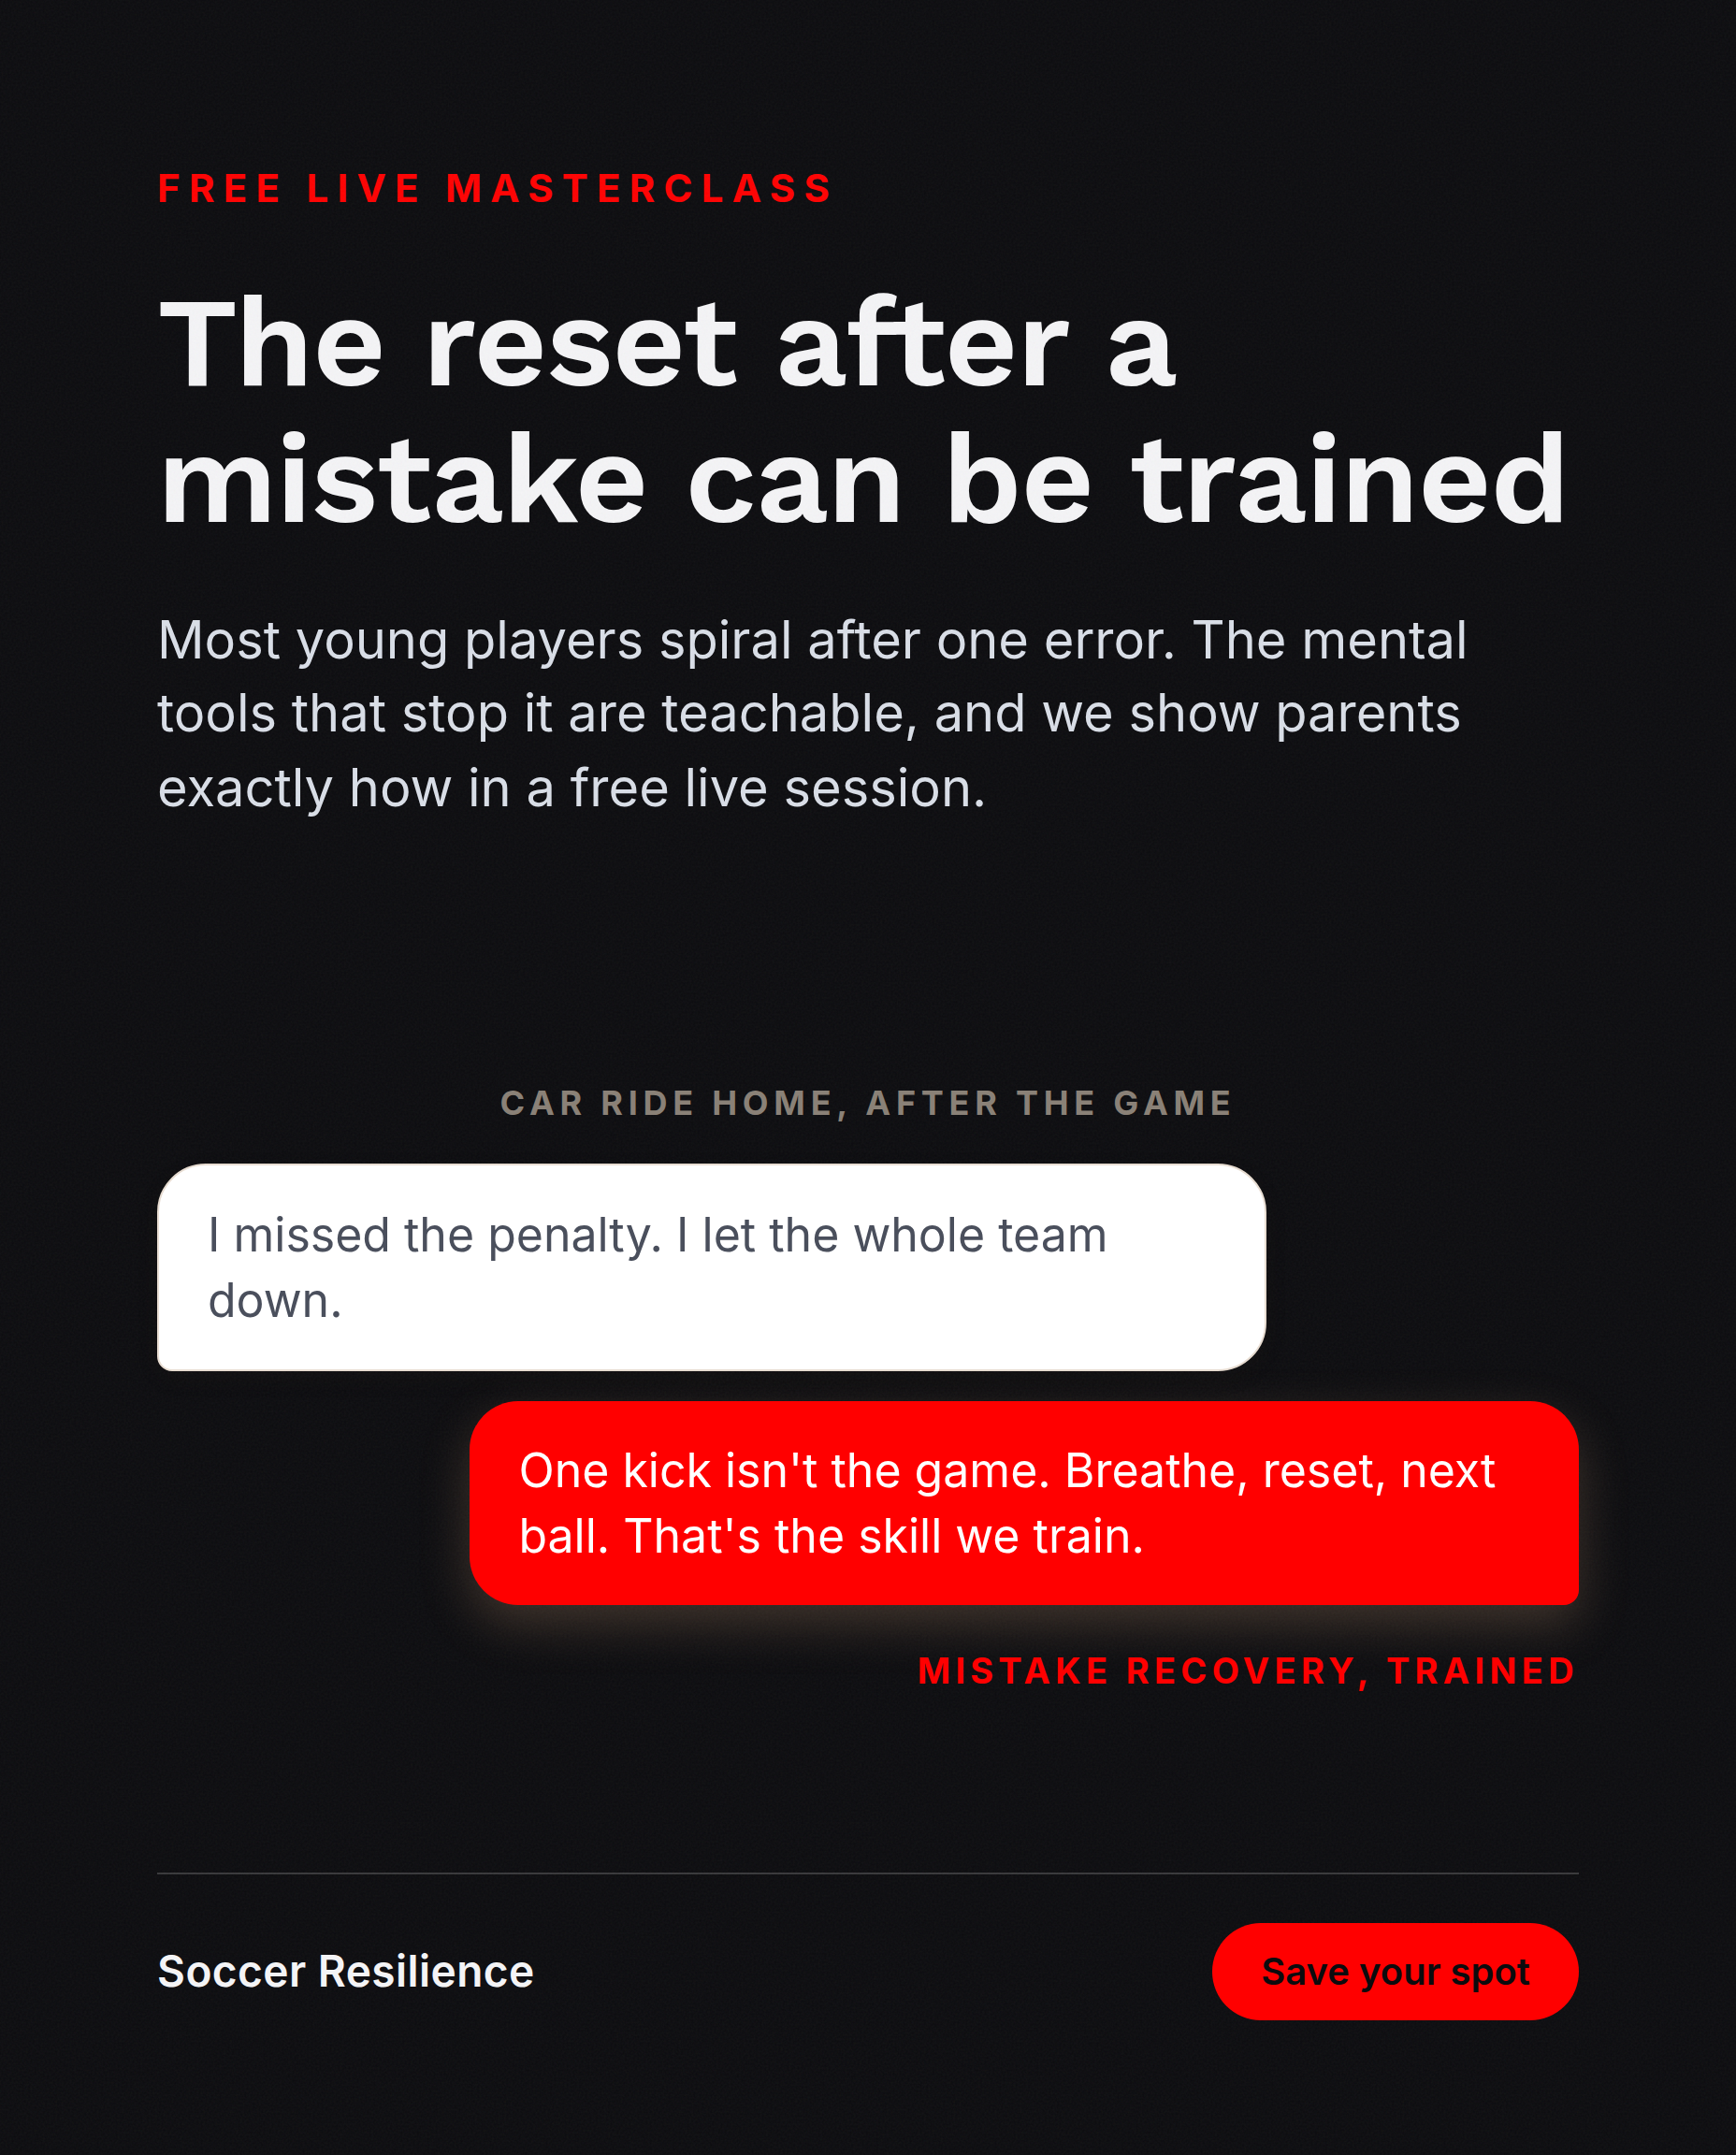 FREE LIVE MASTERCLASS
The reset after a
mistake can be trained
Most young players spiral after one error. The mental
tools that stop it are teachable, and we show parents
exactly how in a free live session.
CAR RIDE HOME, AFTER THE GAME
I missed the penalty. I let the whole team
down.
One kick isn't the game. Breathe, reset, next
ball. That's the skill we train.
MISTAKE RECOVERY, TRAINED
Soccer Resilience
Save your spot